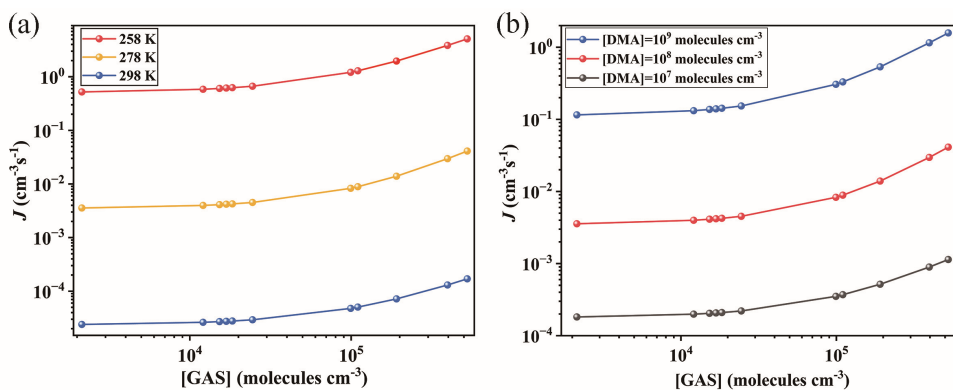 (a)
258 K
278 K
298 K
J (cm⁻³s⁻¹)
10⁰
10⁻¹
10⁻²
10⁻³
10⁻⁴
10⁴
10⁵
[GAS] (molecules cm⁻³)
(b)
[DMA]=10⁹ molecules cm⁻³
[DMA]=10⁸ molecules cm⁻³
[DMA]=10⁷ molecules cm⁻³
J (cm⁻³s⁻¹)
10⁰
10⁻¹
10⁻²
10⁻³
10⁻⁴
10⁴
10⁵
[GAS] (molecules cm⁻³)